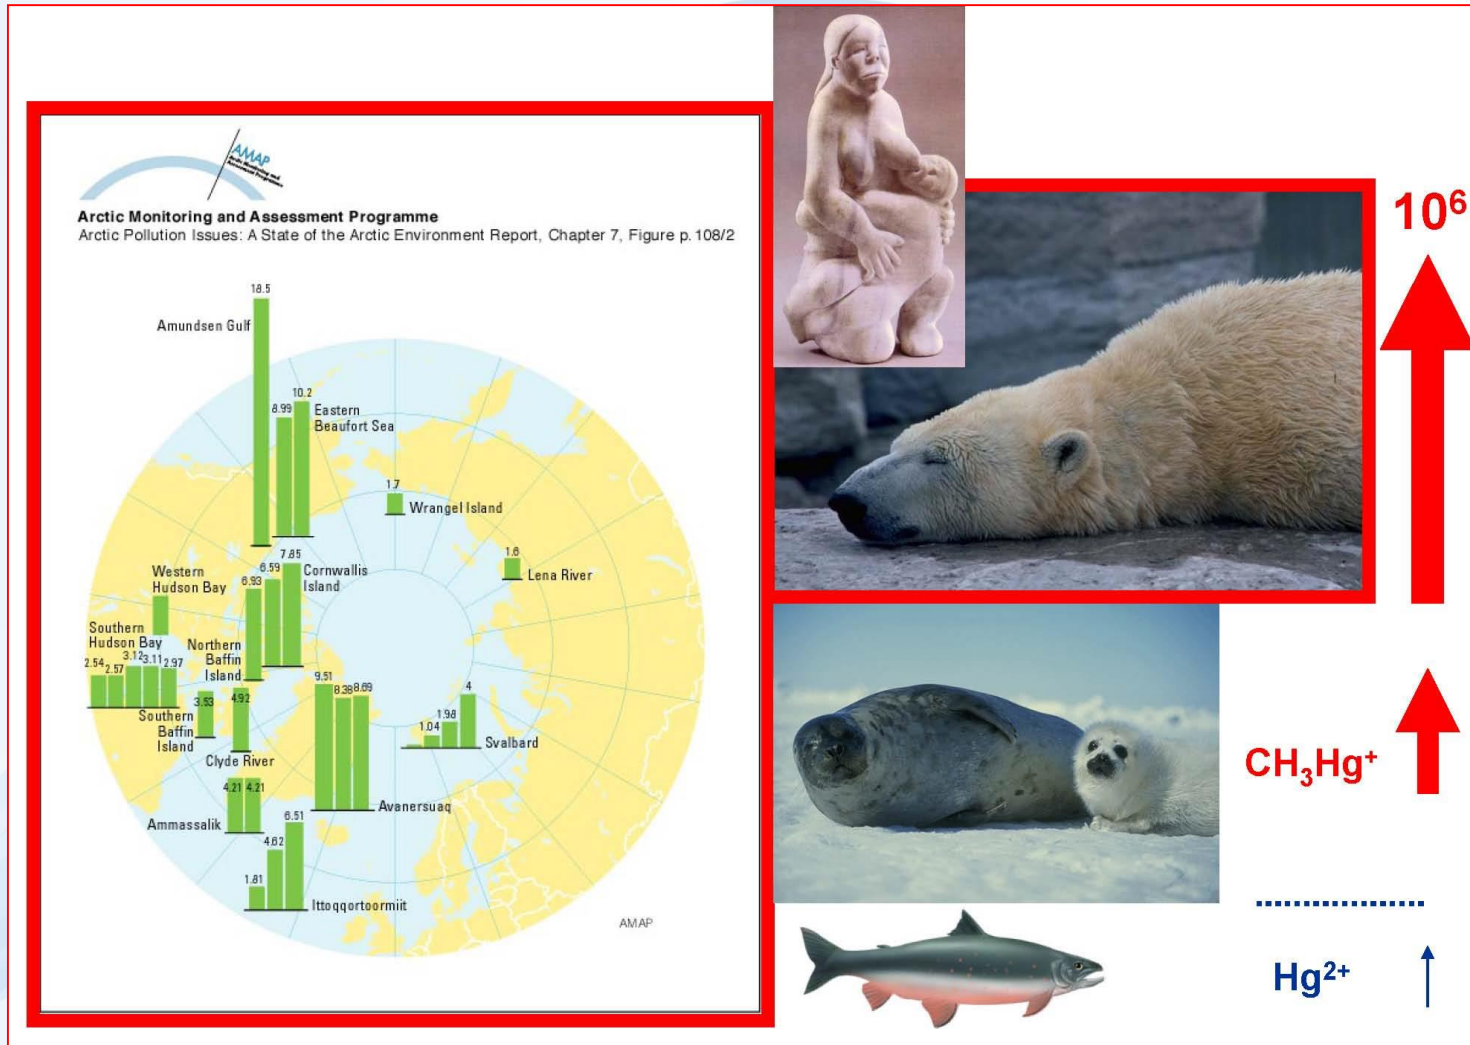 AMAP
Arctic Monitoring and
Assessment Programme
Arctic Monitoring and Assessment Programme
Arctic Pollution Issues: A State of the Arctic Environment Report, Chapter 7, Figure p. 108/2
18.5
Amundsen Gulf
10.2
8.99
Eastern
Beaufort Sea
1.7
Wrangel Island
1.6
Lena River
7.85
6.59
6.93
Cornwallis
Island
Western
Hudson Bay
Southern
Hudson Bay
2.54 2.57 3.12 3.11 2.97
Northern
Baffin
Island
3.53
Southern
Baffin
Island
4.92
Clyde River
9.51 8.38 8.69
Avanersuaq
1.04 1.98 4
Svalbard
4.21 4.21
Ammassalik
1.81 4.62 6.51
Ittoqqortoormiit
AMAP
10⁶
CH₃Hg⁺
Hg²⁺